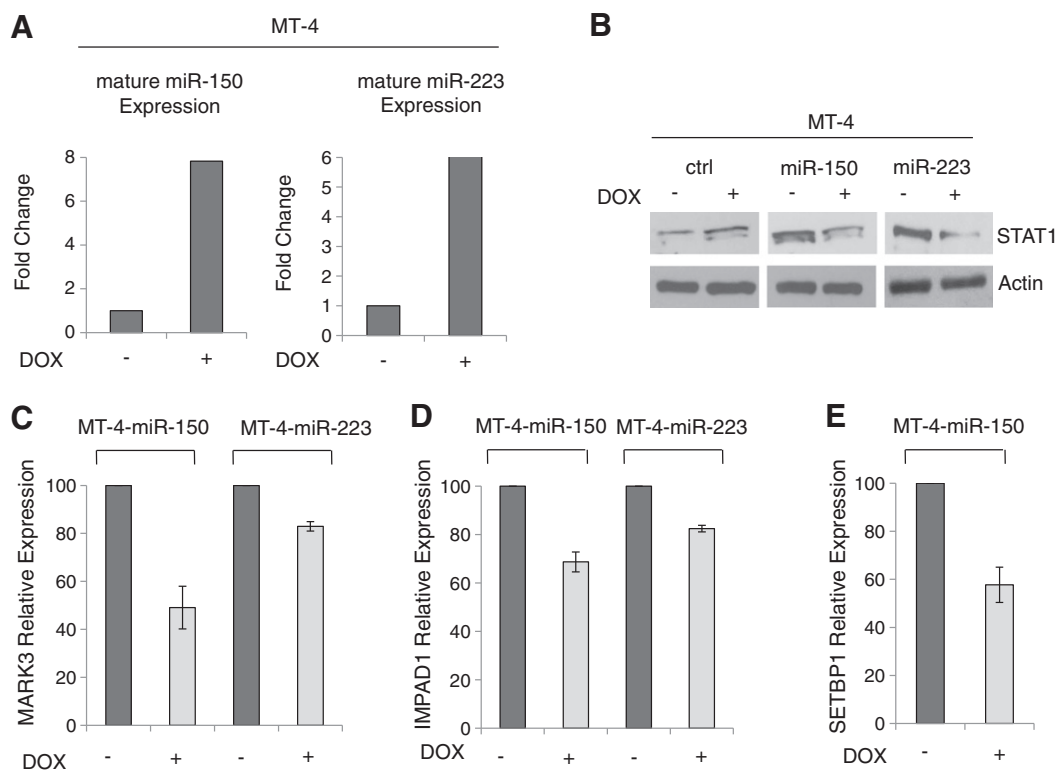 A
MT-4
mature miR-150
Expression
mature miR-223
Expression
Fold Change
8
6
4
2
0
DOX
- +
Fold Change
6
5
4
3
2
1
0
- +
B
MT-4
ctrl miR-150 miR-223
DOX - + - + - +
STAT1
Actin
C
MT-4-miR-150 MT-4-miR-223
MARK3 Relative Expression
100
80
60
40
20
0
DOX - + - +
D
MT-4-miR-150 MT-4-miR-223
IMPAD1 Relative Expression
100
80
60
40
20
0
DOX - + - +
E
MT-4-miR-150
SETBP1 Relative Expression
100
80
60
40
20
0
DOX - +